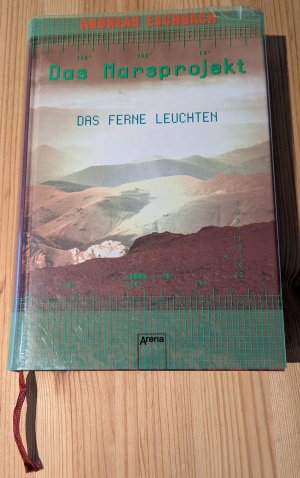 ANDREAS ESCHBACH
Das Marsprojekt
DAS FERNE LEUCHTEN
Arena